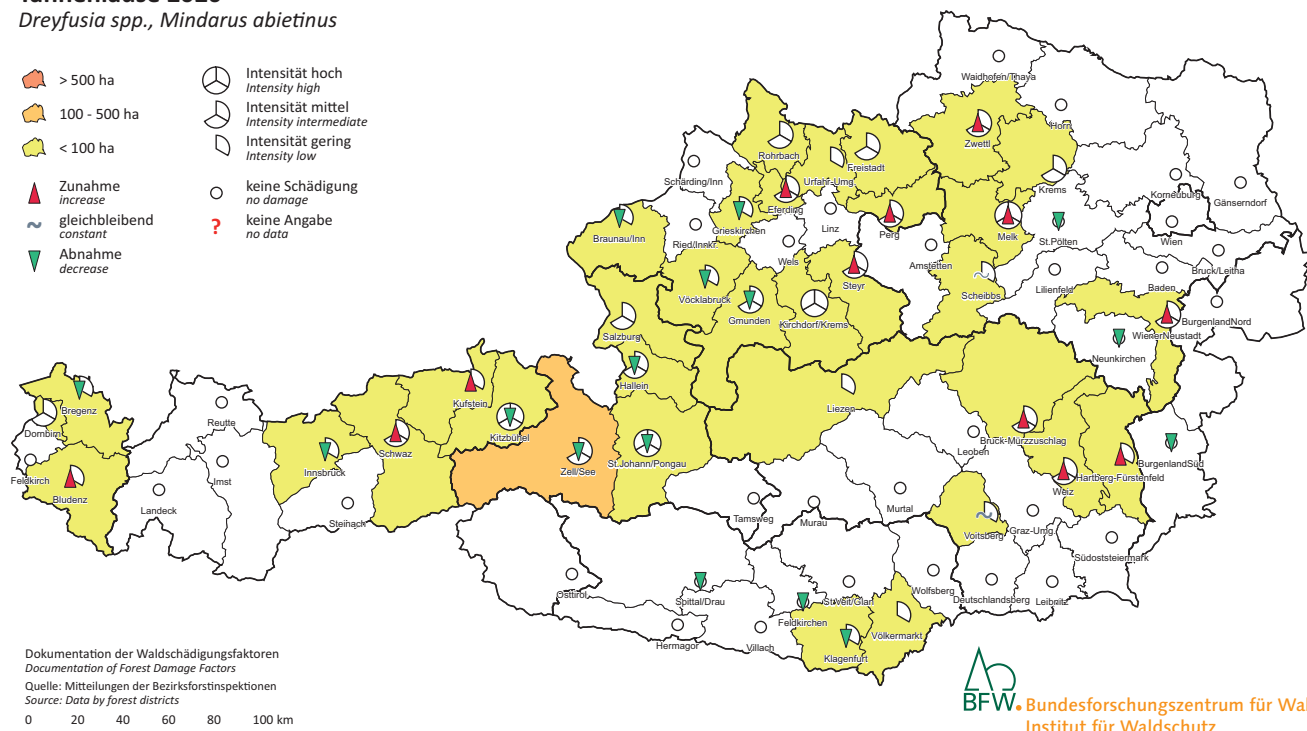 Dreyfusia spp., Mindarus abietinus
> 500 ha
100 - 500 ha
< 100 ha
Zunahme
increase
~ gleichbleibend
constant
Abnahme
decrease
Intensität hoch
Intensity high
Intensität mittel
Intensity intermediate
Intensität gering
Intensity low
keine Schädigung
no damage
? keine Angabe
no data
Waidhofen/Thaya
Horn
Zwettl
Krems
Rohrbach
Freistadt
Urfahr-Umg.
Schärding/Inn
Eferding
Grieskirchen
Linz
Perg
Braunau/Inn
Ried/Innkr.
Wels
Amstetten
Melk
St.Pölten
Korneuburg
Gänserndorf
Wien
Bruck/Leitha
Baden
Lilienfeld
Scheibbs
Steyr
Vöcklabruck
Gmunden
Kirchdorf/Krems
Salzburg
BurgenlandNord
WienerNeustadt
Neunkirchen
Hallein
Liezen
Bregenz
Dornbirn
Feldkirch
Bludenz
Reutte
Imst
Landeck
Innsbruck
Steinach
Schwaz
Kufstein
Kitzbühel
Zell/See
St.Johann/Pongau
Bruck-Mürzzuschlag
Leoben
Hartberg-Fürstenfeld
BurgenlandSüd
Weiz
Tamsweg
Murau
Murtal
Voitsberg
Graz-Umg.
Südoststeiermark
Osttirol
Spittal/Drau
St.Veit/Glan
Wolfsberg
Deutschlandsberg
Leibnitz
Feldkirchen
Völkermarkt
Hermagor
Villach
Klagenfurt
Dokumentation der Waldschädigungsfaktoren
Documentation of Forest Damage Factors
Quelle: Mitteilungen der Bezirksforstinspektionen
Source: Data by forest districts
0 20 40 60 80 100 km
BFW. Bundesforschungszentrum für Wal
Institut für Waldschutz